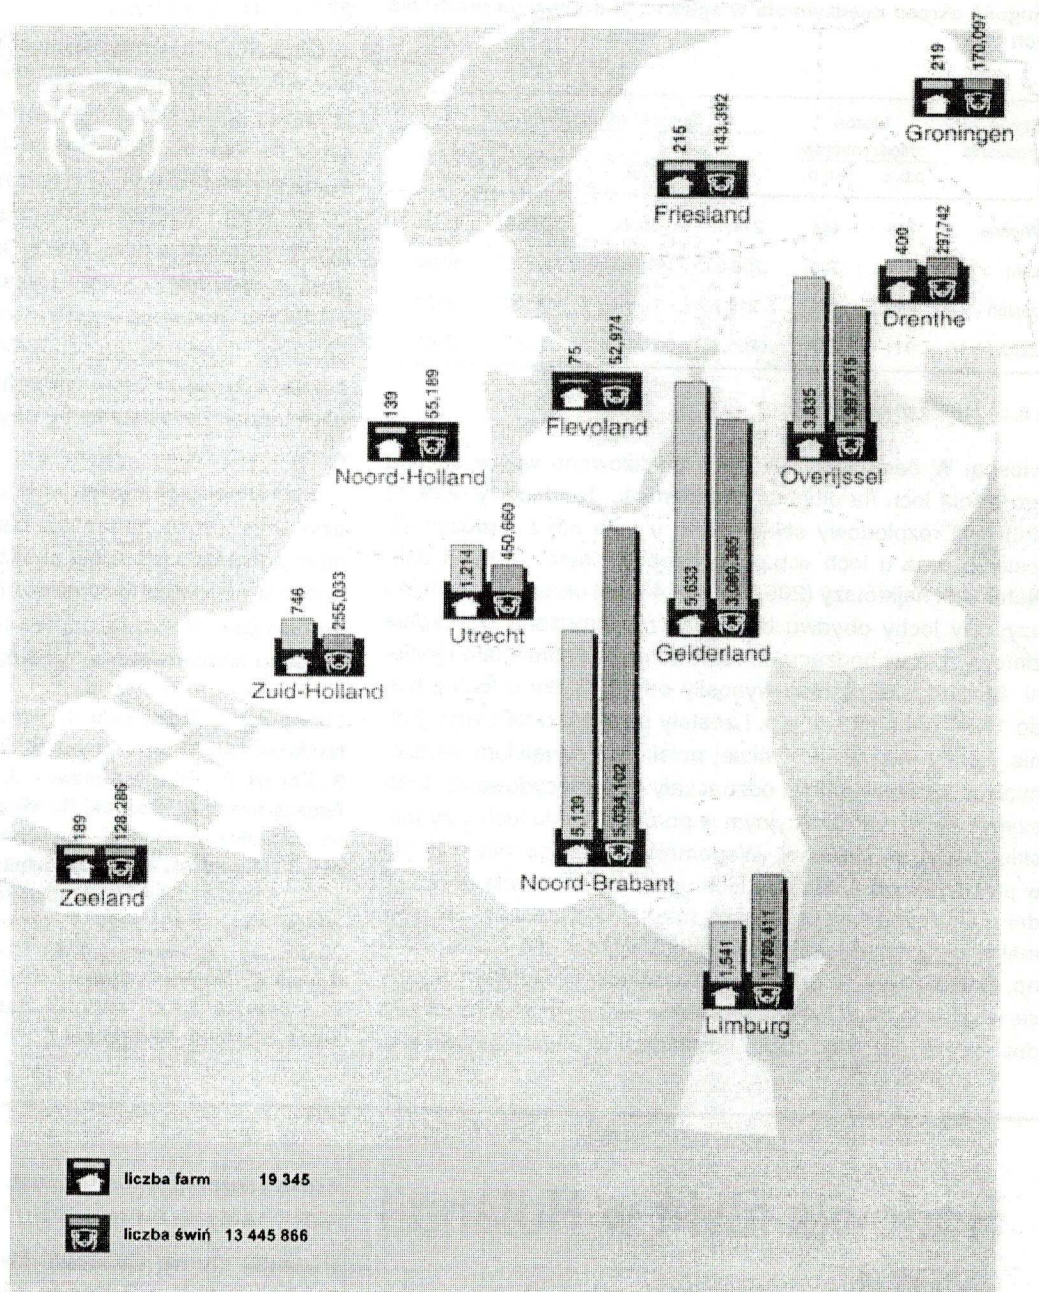 219 170,097
Groningen
215 143,392
Friesland
400 297,742
Drenthe
3,835 1,997,615
Overijssel
75 52,974
Flevoland
139 55,189
Noord-Holland
5,633 3,080,365
Gelderland
1,214 450,660
Utrecht
746 255,033
Zuid-Holland
5,139 5,034,102
Noord-Brabant
189 128,286
Zeeland
1,541 1,780,411
Limburg
liczba farm 19 345
liczba świń 13 445 866